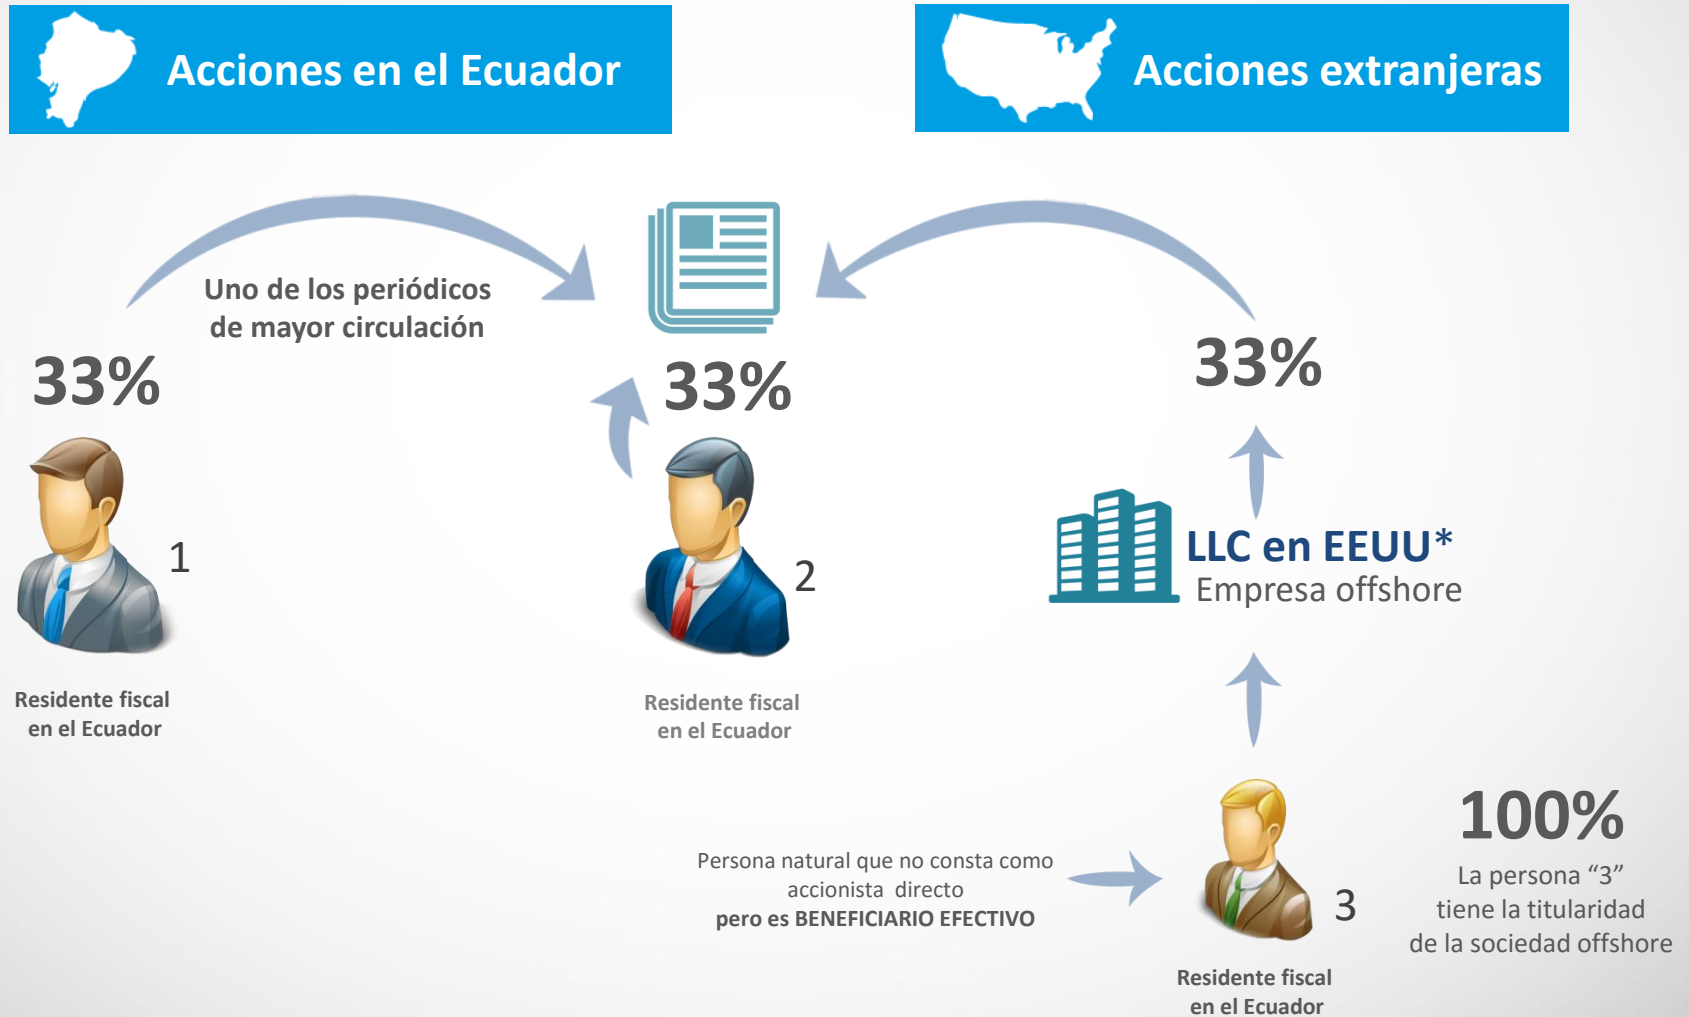 Acciones en el Ecuador
Acciones extranjeras
Uno de los periódicos
de mayor circulación
33%
33%
33%
1
2
LLC en EEUU*
Empresa offshore
Residente fiscal
en el Ecuador
Residente fiscal
en el Ecuador
Persona natural que no consta como
accionista directo
pero es BENEFICIARIO EFECTIVO
3
100%
La persona “3”
tiene la titularidad
de la sociedad offshore
Residente fiscal
en el Ecuador